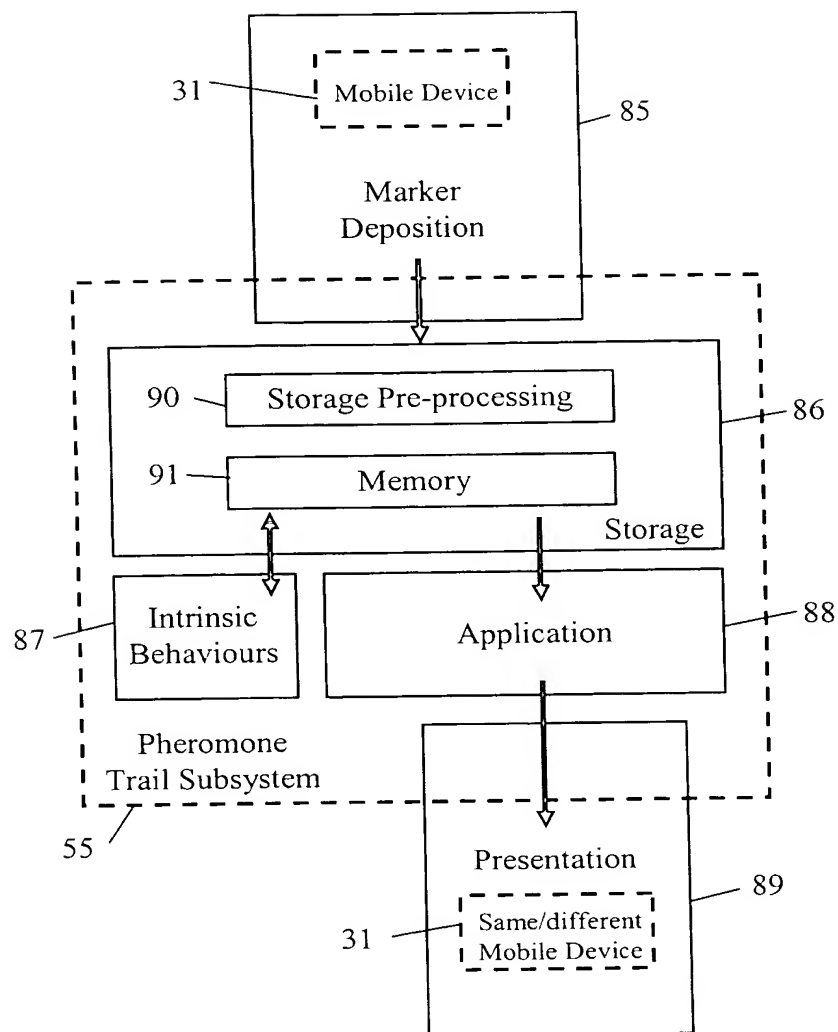 31
Mobile Device
85
Marker
Deposition
90
Storage Pre-processing
86
91
Memory
Storage
87
Intrinsic
Behaviours
Application
88
Pheromone
Trail Subsystem
55
Presentation
89
31
Same/different
Mobile Device